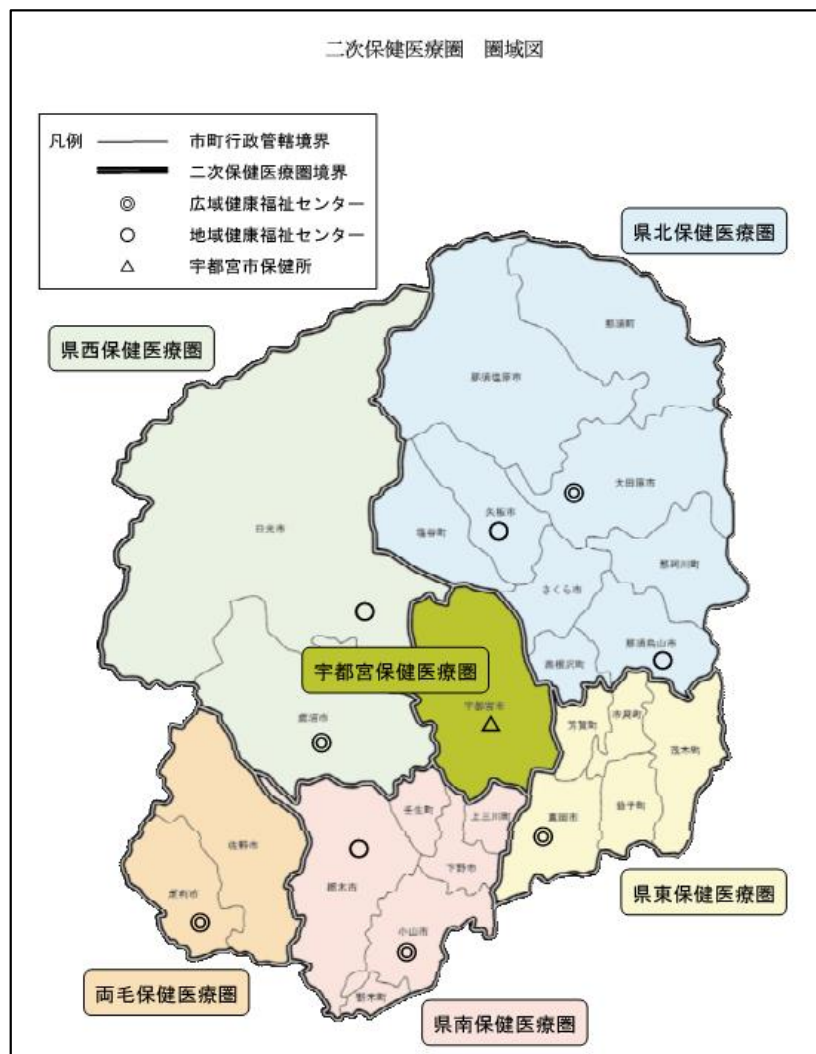 二次保健医療圏　圏域図
凡例
市町行政管轄境界
二次保健医療圏境界
広域健康福祉センター
地域健康福祉センター
宇都宮市保健所
県北保健医療圏
県西保健医療圏
那須町
那須塩原市
大田原市
矢板市
塩谷町
日光市
那珂川町
さくら市
那須烏山市
高根沢町
宇都宮保健医療圏
宇都宮市
鹿沼市
芳賀町
市貝町
茂木町
益子町
真岡市
壬生町
上三川町
佐野市
下野市
栃木市
足利市
小山市
野木町
県東保健医療圏
両毛保健医療圏
県南保健医療圏